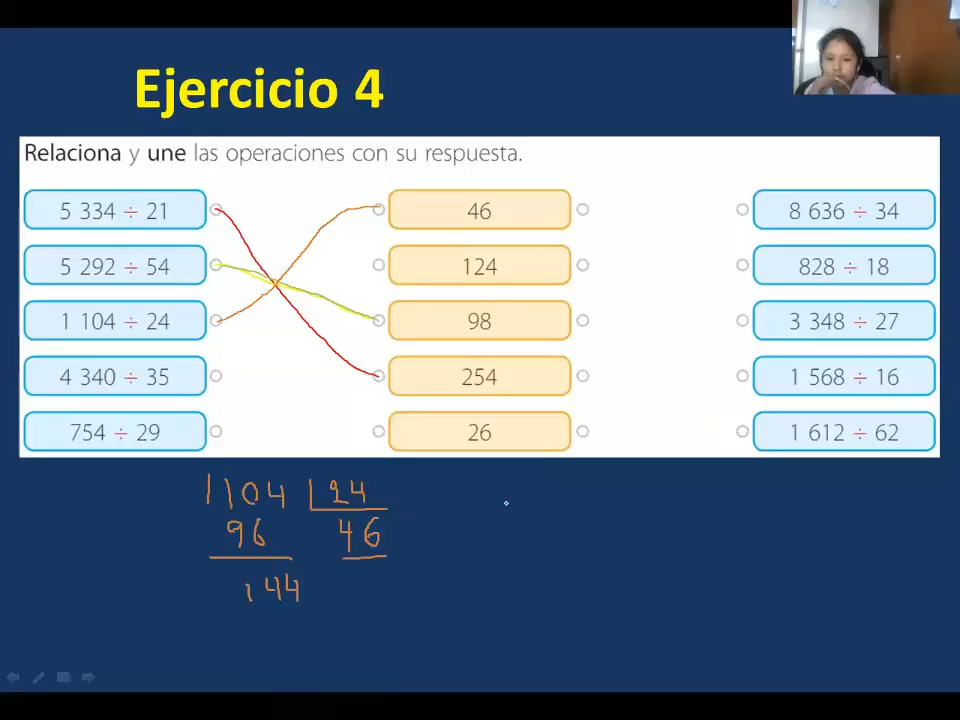 Ejercicio 4
Relaciona y une las operaciones con su respuesta.
5 334 ÷ 21
46
8 636 ÷ 34
5 292 ÷ 54
124
828 ÷ 18
1 104 ÷ 24
98
3 348 ÷ 27
4 340 ÷ 35
254
1 568 ÷ 16
754 ÷ 29
26
1 612 ÷ 62
1104 24
96 46
144